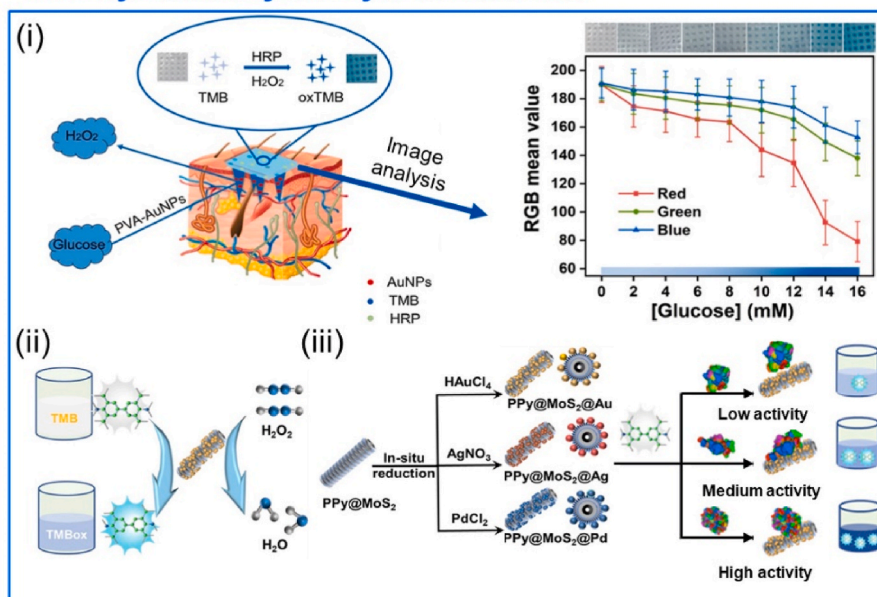 (i)
HRP
H₂O₂
TMB
oxTMB
H₂O₂
Image
analysis
PVA-AuNPs
Glucose
AuNPs
TMB
HRP
RGB mean value
200
180
160
140
120
100
80
60
Red
Green
Blue
0 2 4 6 8 10 12 14 16
[Glucose] (mM)
(ii)
TMB
H₂O₂
TMBox
H₂O
(iii)
HAuCl₄
PPy@MoS₂@Au
In-situ
reduction
AgNO₃
PPy@MoS₂
PPy@MoS₂@Ag
PdCl₂
PPy@MoS₂@Pd
Low activity
Medium activity
High activity